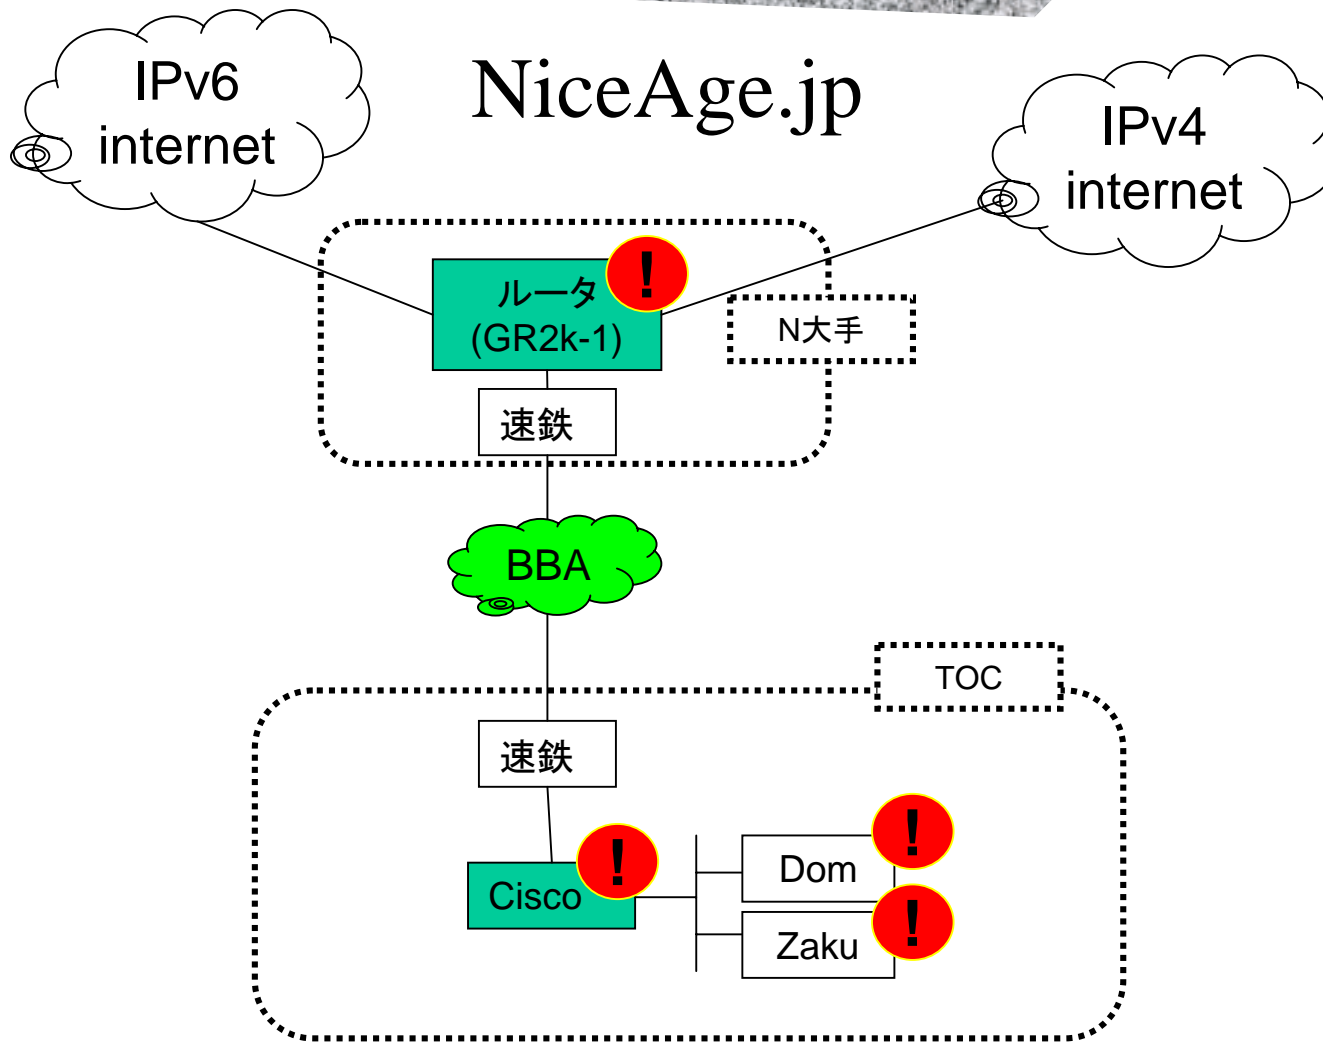 NiceAge.jp
IPv6
internet
IPv4
internet
ルータ
(GR2k-1)
!
N大手
速鉄
BBA
TOC
速鉄
Cisco
!
Dom
!
Zaku
!